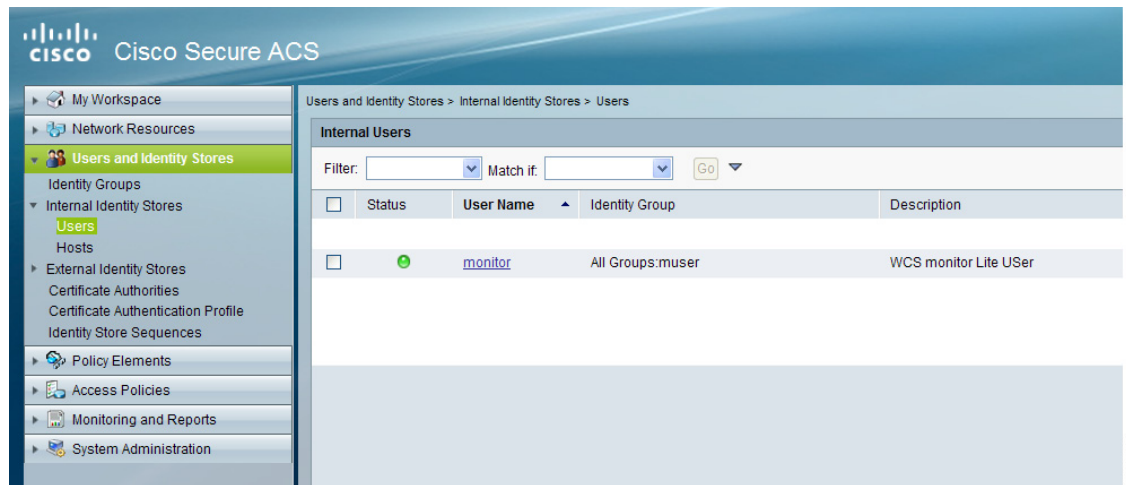 CISCO Cisco Secure ACS
My Workspace
Network Resources
Users and Identity Stores
Identity Groups
Internal Identity Stores
Users
Hosts
External Identity Stores
Certificate Authorities
Certificate Authentication Profile
Identity Store Sequences
Policy Elements
Access Policies
Monitoring and Reports
System Administration
Users and Identity Stores > Internal Identity Stores > Users
Internal Users
Filter: Match if: Go
Status User Name Identity Group Description
monitor All Groups:muser WCS monitor Lite USer